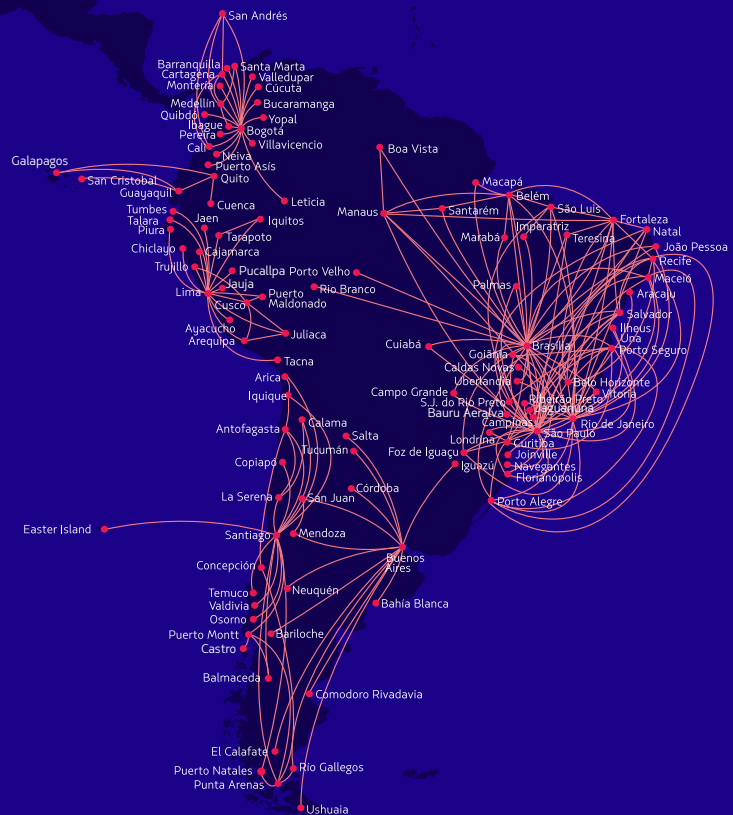 San Andrés
Barranquilla
Santa Marta
Cartagena
Valledupar
Montería
Cúcuta
Medellín
Bucaramanga
Quibdó
Yopal
Ibague
Bogotá
Pereira
Villavicencio
Cali
Neiva
Puerto Asís
Galapagos
Quito
San Cristobal
Guayaquil
Cuenca
Leticia
Boa Vista
Macapá
Belém
Manaus
Santarém
São Luis
Fortaleza
Imperatriz
Natal
Marabá
Teresina
João Pessoa
Recife
Tumbes
Talara
Piura
Jaen
Iquitos
Tarapoto
Chiclayo
Cajamarca
Trujillo
Pucallpa
Porto Velho
Maceió
Jauja
Rio Branco
Palmas
Aracaju
Lima
Puerto
Maldonado
Cusco
Salvador
Ayacucho
Ilheus
Arequipa
Juliaca
Una
Cuiabá
Brasília
Porto Seguro
Goiânia
Tacna
Caldas Novas
Arica
Uberlandia
Belo Horizonte
Iquique
Campo Grande
Vitória
S.J. do Rio Preto
Ribeirão Preto
Jaguariúna
Bauru Aeralva
Calama
Campinas
Rio de Janeiro
Antofagasta
Salta
São Paulo
Londrina
Curitiba
Tucumán
Foz de Iguaçu
Joinville
Copiapó
Iguazú
Navegantes
Florianópolis
Córdoba
La Serena
San Juan
Porto Alegre
Easter Island
Santiago
Mendoza
Buenos
Aires
Concepción
Temuco
Neuquén
Valdivia
Bahía Blanca
Osorno
Puerto Montt
Bariloche
Castro
Balmaceda
Comodoro Rivadavia
El Calafate
Puerto Natales
Río Gallegos
Punta Arenas
Ushuaia